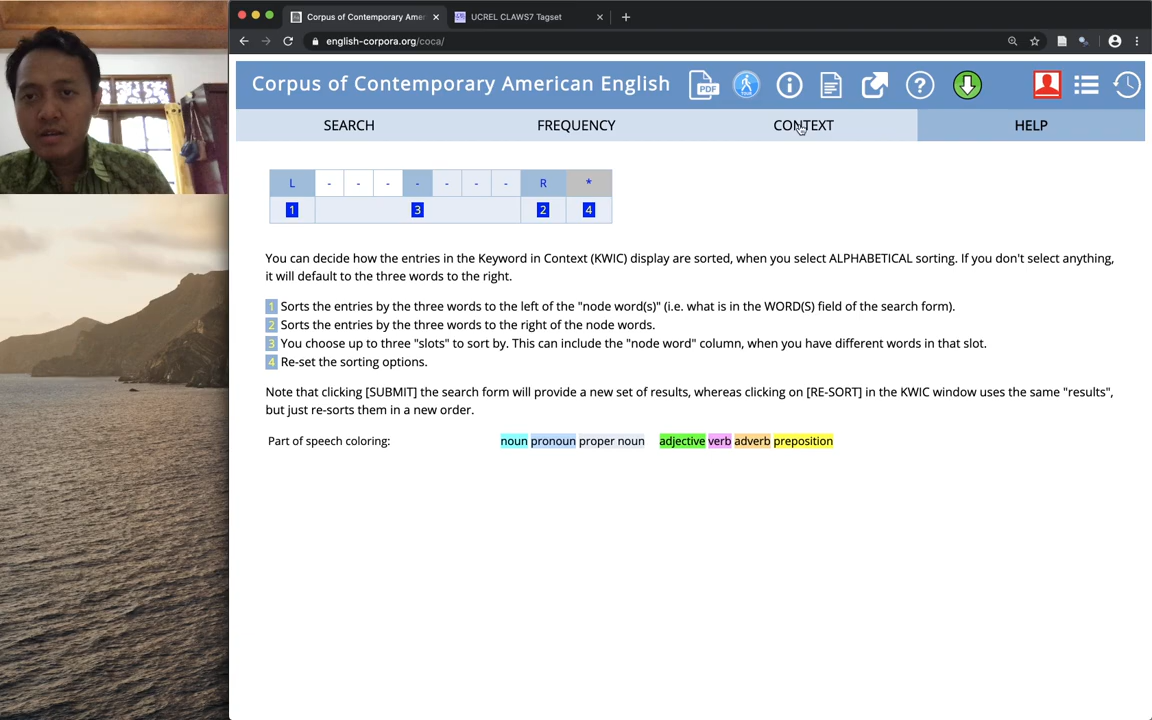 Corpus of Contemporary Amer
UCREL CLAWS7 Tagset
english-corpora.org/coca/
Corpus of Contemporary American English
PDF
TOUR
SEARCH FREQUENCY CONTEXT HELP
L - - - - - - - R *
1 3 2 4
You can decide how the entries in the Keyword in Context (KWIC) display are sorted, when you select ALPHABETICAL sorting. If you don't select anything,
it will default to the three words to the right.
1 Sorts the entries by the three words to the left of the "node word(s)" (i.e. what is in the WORD(S) field of the search form).
2 Sorts the entries by the three words to the right of the node words.
3 You choose up to three "slots" to sort by. This can include the "node word" column, when you have different words in that slot.
4 Re-set the sorting options.
Note that clicking [SUBMIT] the search form will provide a new set of results, whereas clicking on [RE-SORT] in the KWIC window uses the same "results",
but just re-sorts them in a new order.
Part of speech coloring: noun pronoun proper noun adjective verb adverb preposition